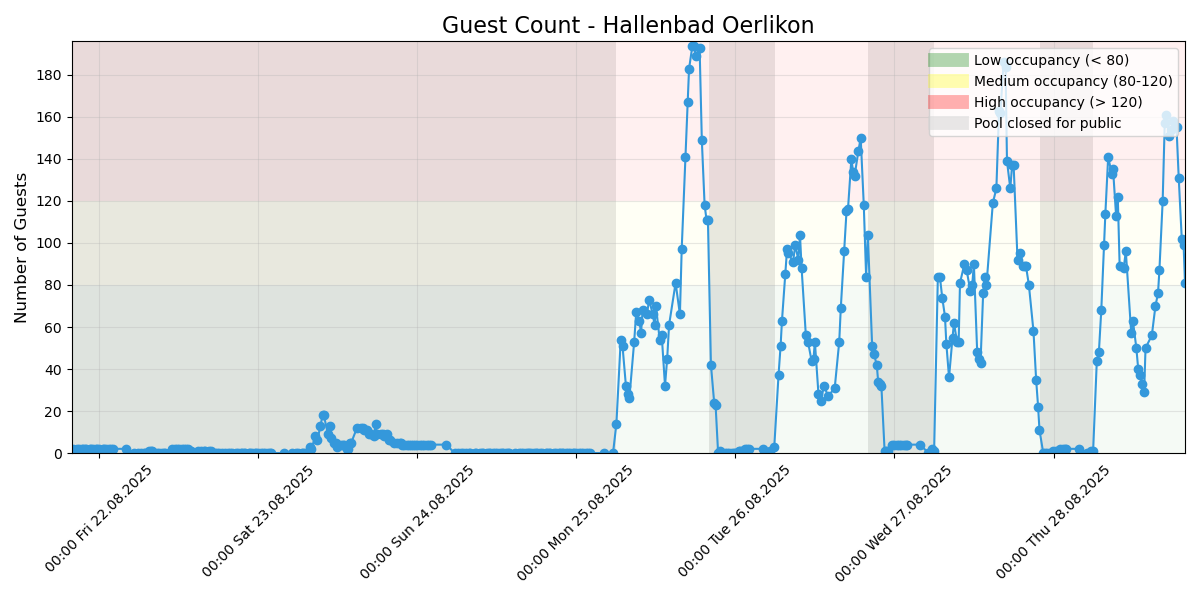 Guest Count - Hallenbad Oerlikon
Number of Guests
180
160
140
120
100
80
60
40
20
0
Low occupancy (< 80)
Medium occupancy (80-120)
High occupancy (> 120)
Pool closed for public
00:00 Fri 22.08.2025
00:00 Sat 23.08.2025
00:00 Sun 24.08.2025
00:00 Mon 25.08.2025
00:00 Tue 26.08.2025
00:00 Wed 27.08.2025
00:00 Thu 28.08.2025